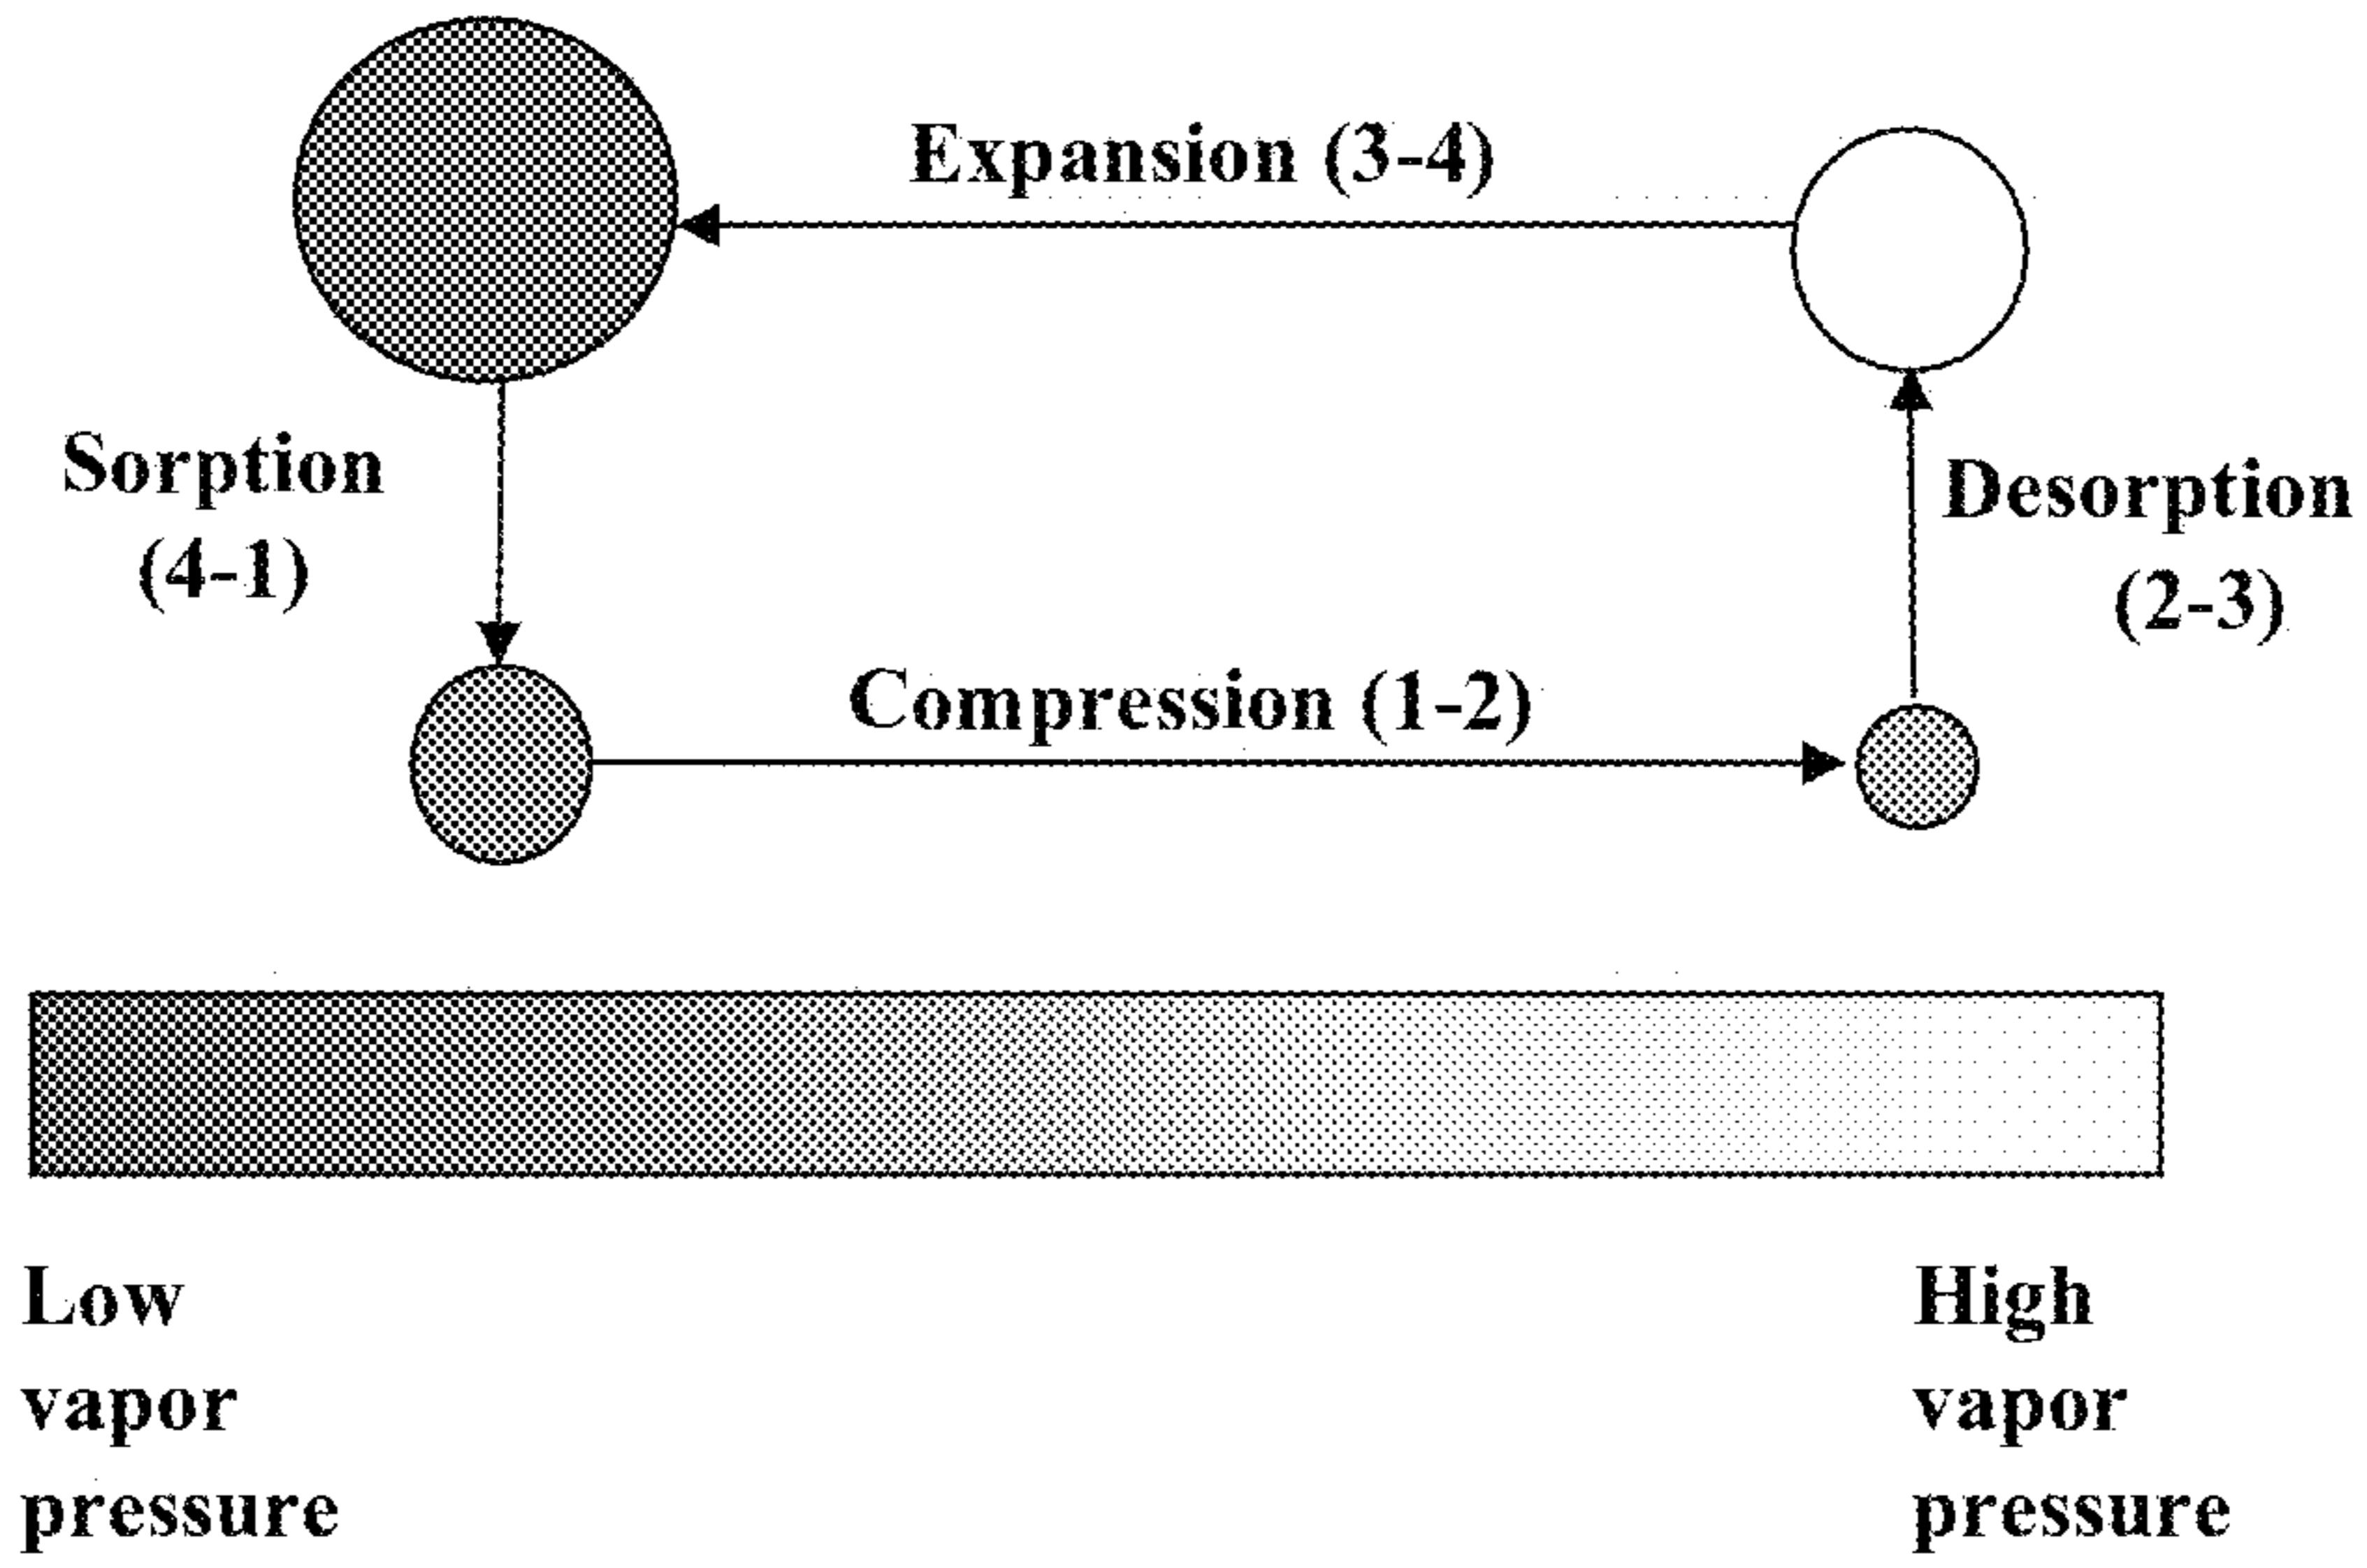 Expansion (3-4)
Sorption
(4-1)
Desorption
(2-3)
Compression (1-2)
Low
vapor
pressure
High
vapor
pressure